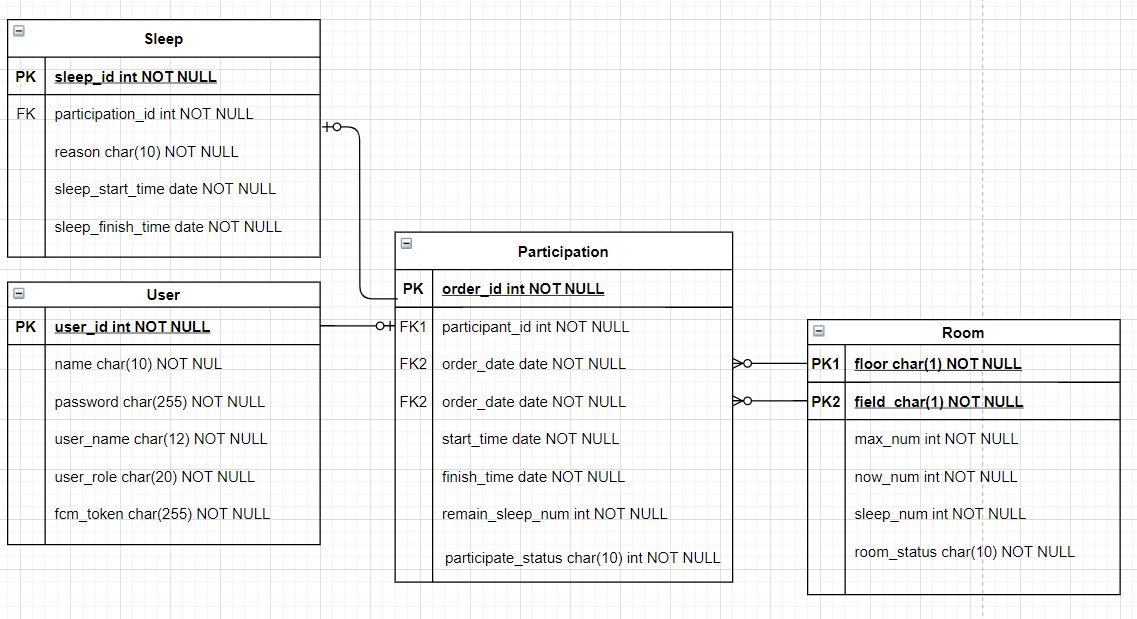 Sleep
PK sleep_id int NOT NULL
FK participation_id int NOT NULL
reason char(10) NOT NULL
sleep_start_time date NOT NULL
sleep_finish_time date NOT NULL
User
PK user_id int NOT NULL
name char(10) NOT NUL
password char(255) NOT NULL
user_name char(12) NOT NULL
user_role char(20) NOT NULL
fcm_token char(255) NOT NULL
Participation
PK order_id int NOT NULL
FK1 participant_id int NOT NULL
FK2 order_date date NOT NULL
FK2 order_date date NOT NULL
start_time date NOT NULL
finish_time date NOT NULL
remain_sleep_num int NOT NULL
participate_status char(10) int NOT NULL
Room
PK1 floor char(1) NOT NULL
PK2 field_char(1) NOT NULL
max_num int NOT NULL
now_num int NOT NULL
sleep_num int NOT NULL
room_status char(10) NOT NULL